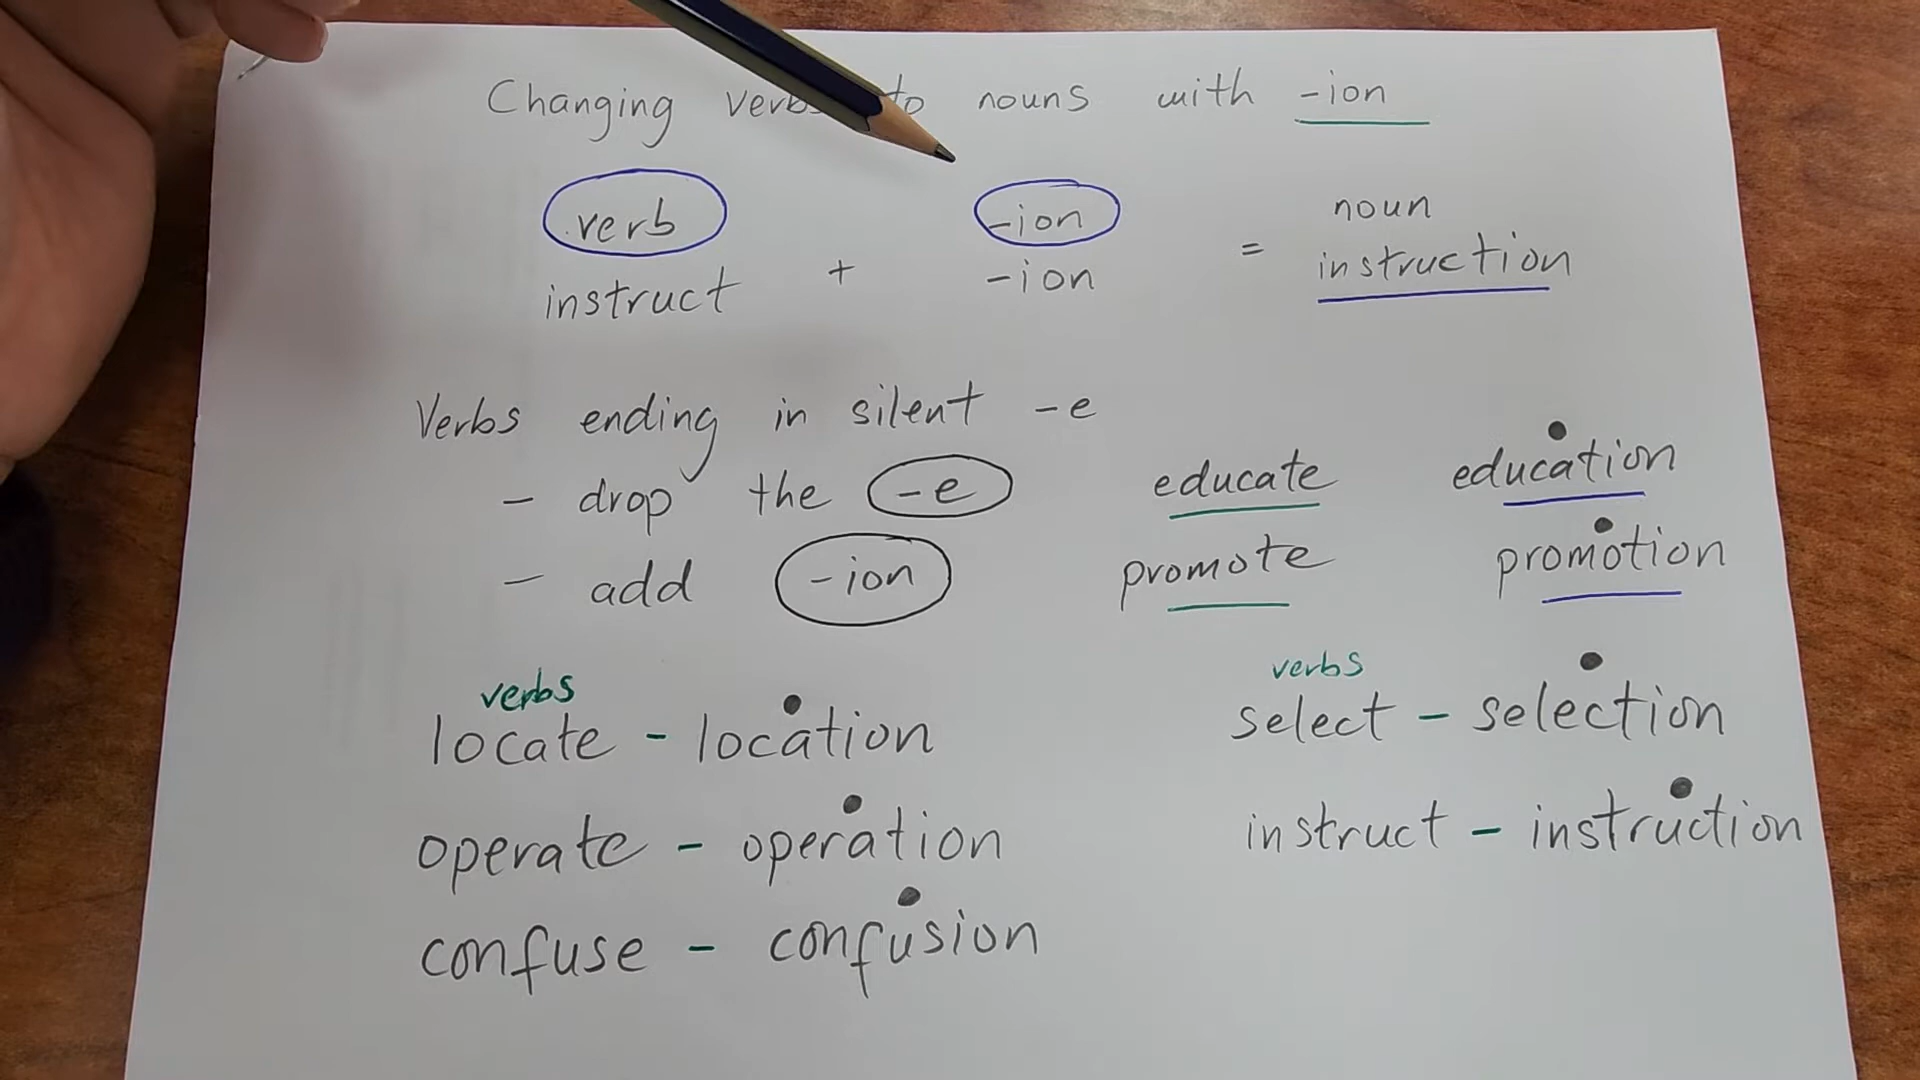 Changing verbs to nouns with -ion
verb -ion noun
instruct + -ion = instruction
Verbs ending in silent -e
- drop the -e educate education
- add -ion promote promotion
verbs verbs
locate - location select - selection
operate - operation instruct - instruction
confuse - confusion